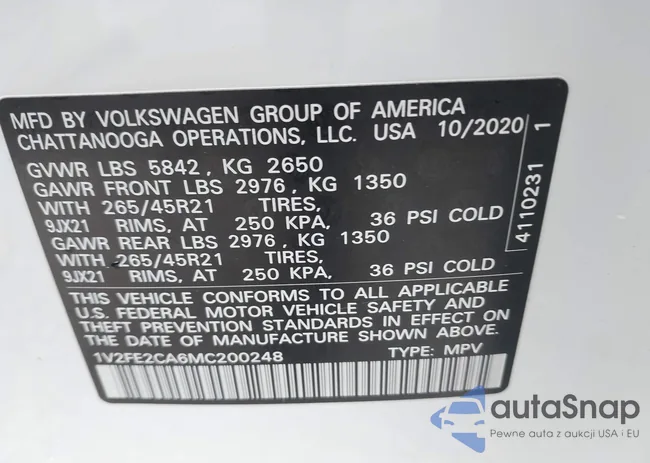 MFD BY VOLKSWAGEN GROUP OF AMERICA
CHATTANOOGA OPERATIONS, LLC. USA 10/2020
GVWR LBS 5842, KG 2650
GAWR FRONT LBS 2976, KG 1350
WITH 265/45R21 TIRES,
9JX21 RIMS, AT 250 KPA, 36 PSI COLD
GAWR REAR LBS 2976, KG 1350
WITH 265/45R21 TIRES,
9JX21 RIMS, AT 250 KPA, 36 PSI COLD
THIS VEHICLE CONFORMS TO ALL APPLICABLE
U.S. FEDERAL MOTOR VEHICLE SAFETY AND
THEFT PREVENTION STANDARDS IN EFFECT ON
THE DATE OF MANUFACTURE SHOWN ABOVE.
1V2FE2CA6MC200248 TYPE: MPV
4110231 1
autaSnap
Pewne auta z aukcji USA i EU